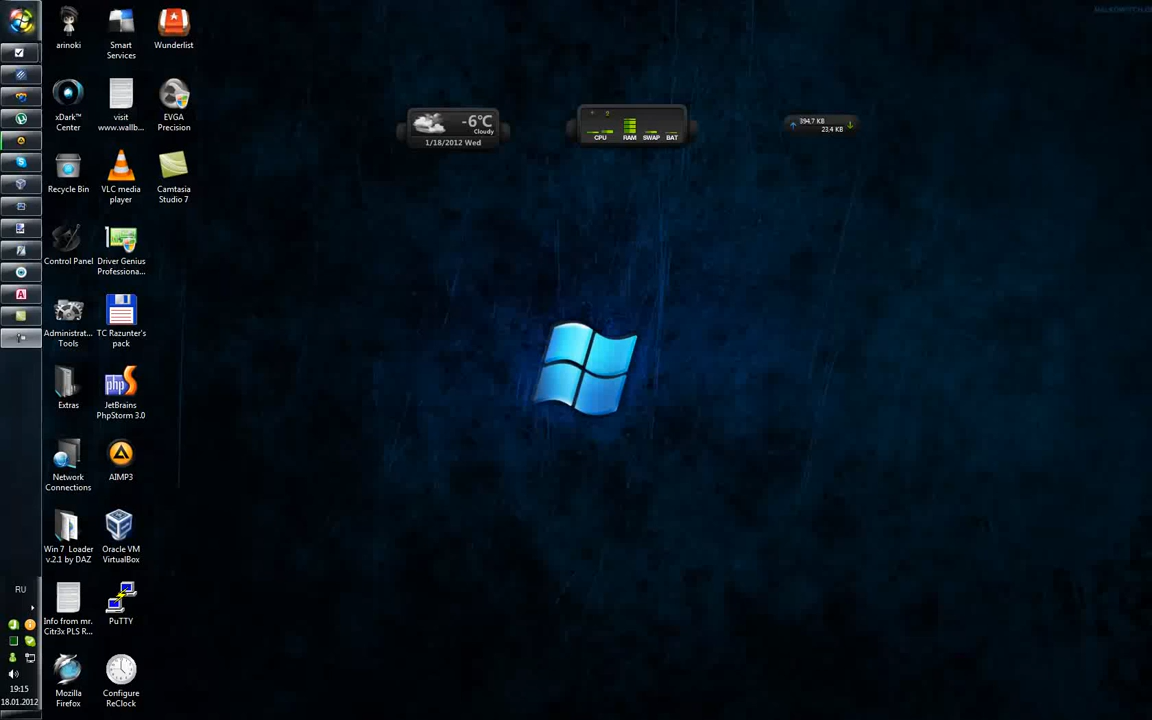 arinoki
Smart
Services
Wunderlist
xDark™
Center
visit
www.wallb...
EVGA
Precision
Recycle Bin
VLC media
player
Camtasia
Studio 7
Control Panel
Driver Genius
Professiona...
Administrat...
Tools
TC Razunter's
pack
Extras
php
JetBrains
PhpStorm 3.0
Network
Connections
AIMP3
Win 7 Loader
v.2.1 by DAZ
Oracle VM
VirtualBox
Info from mr.
Citr3x PLS R...
PuTTY
Mozilla
Firefox
Configure
ReClock
RU
19:15
18.01.2012
-6°C
Cloudy
1/18/2012 Wed
CPU RAM SWAP BAT
394,7 KB
23,4 KB